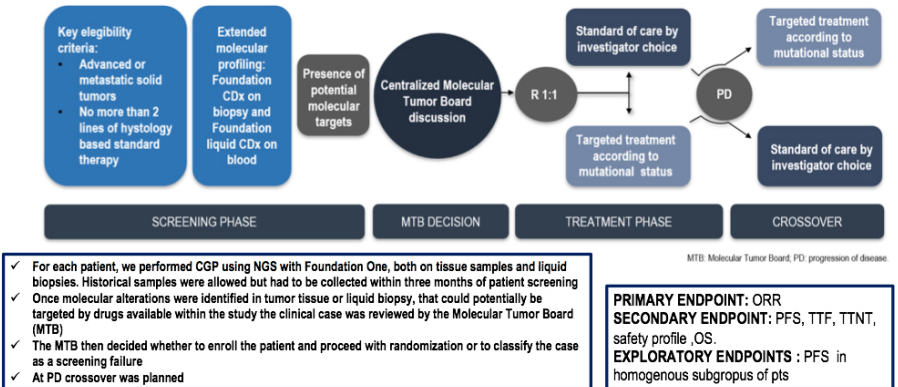 Key elegibility
criteria:
• Advanced or
metastatic solid
tumors
• No more than 2
lines of hystology
based standard
therapy
Extended
molecular
profiling:
Foundation
CDx on
biopsy and
Foundation
liquid CDx on
blood
Presence of
potential
molecular
targets
Centralized Molecular
Tumor Board
discussion
R 1:1
Standard of care by
investigator choice
Targeted treatment
according to
mutational status
PD
Targeted treatment
according to
mutational status
Standard of care by
investigator choice
SCREENING PHASE
MTB DECISION
TREATMENT PHASE
CROSSOVER
MTB: Molecular Tumor Board; PD: progression of disease.
✓ For each patient, we performed CGP using NGS with Foundation One, both on tissue samples and liquid
biopsies. Historical samples were allowed but had to be collected within three months of patient screening
✓ Once molecular alterations were identified in tumor tissue or liquid biopsy, that could potentially be
targeted by drugs available within the study the clinical case was reviewed by the Molecular Tumor Board
(MTB)
✓ The MTB then decided whether to enroll the patient and proceed with randomization or to classify the case
as a screening failure
✓ At PD crossover was planned
PRIMARY ENDPOINT: ORR
SECONDARY ENDPOINT: PFS, TTF, TTNT,
safety profile ,OS.
EXPLORATORY ENDPOINTS : PFS in
homogenous subgropus of pts